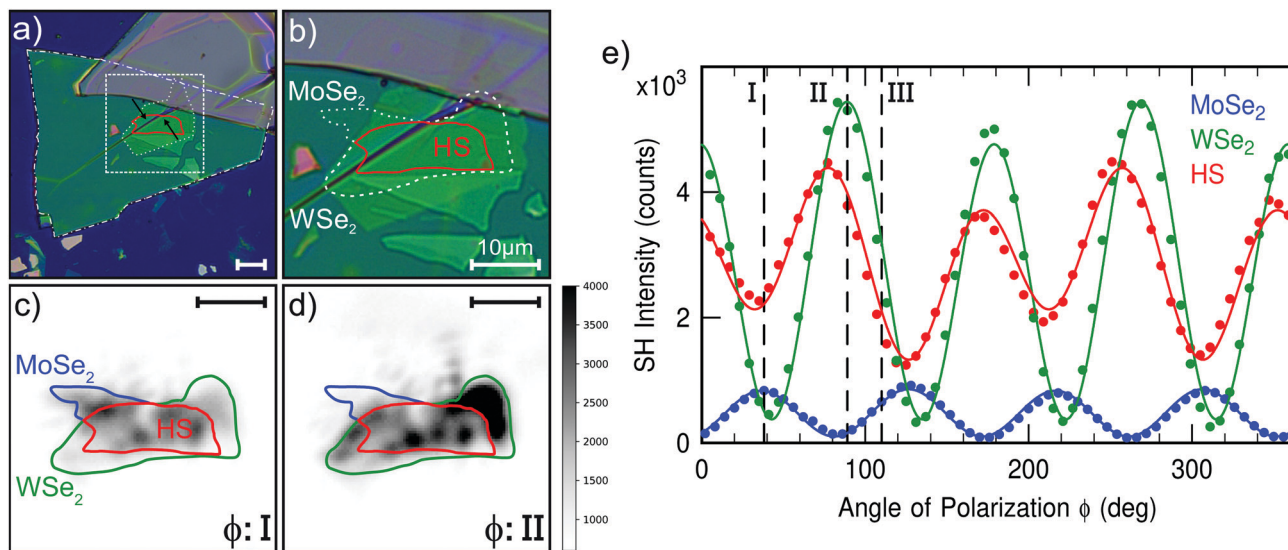 a)
b)
MoSe₂
HS
WSe₂
10μm
c)
MoSe₂
HS
WSe₂
φ: I
d)
φ: II
4000
3500
3000
2500
2000
1500
1000
e)
×10³
I II III
MoSe₂
WSe₂
HS
SH Intensity (counts)
4
2
0
0 100 200 300
Angle of Polarization φ (deg)